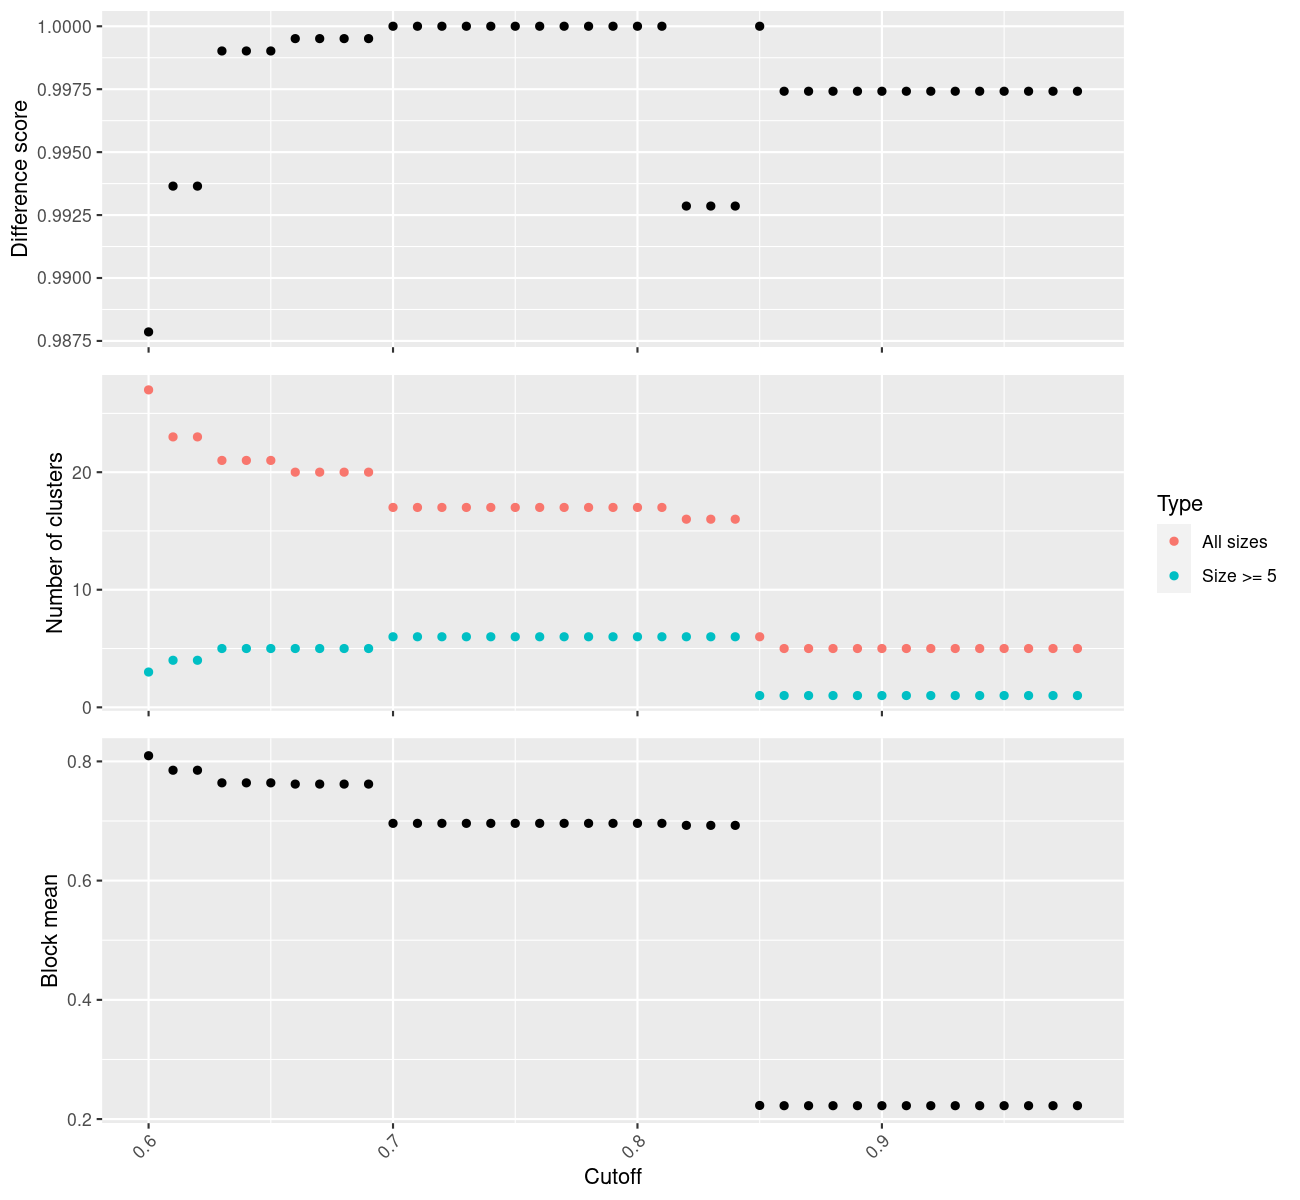 Difference score
1.0000
0.9975
0.9950
0.9925
0.9900
0.9875
Number of clusters
20
10
0
Type
All sizes
Size >= 5
Block mean
0.8
0.6
0.4
0.2
0.6 0.7 0.8 0.9
Cutoff